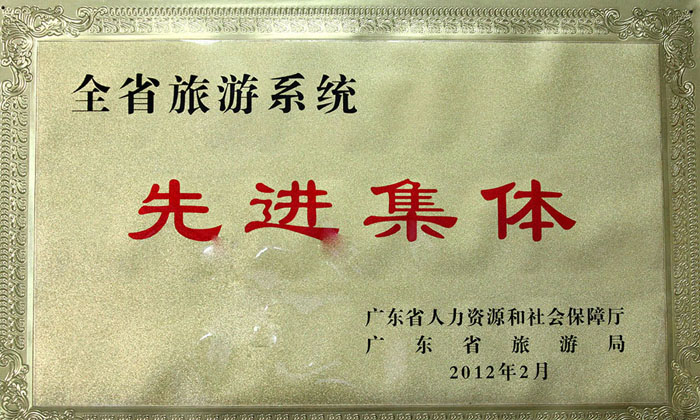 全省旅游系统
先进集体
广东省人力资源和社会保障厅
广东省旅游局
2012年2月